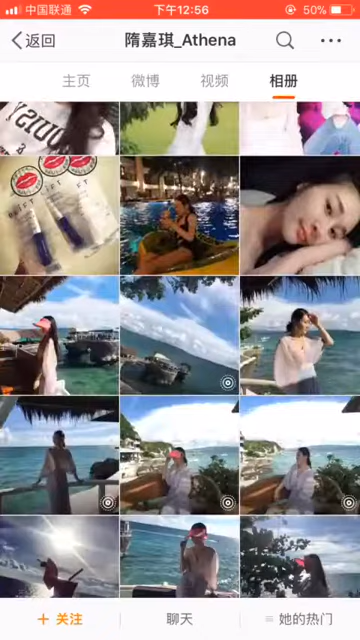 中国联通
下午12:56
50%
返回
隋嘉琪_Athena
主页
微博
视频
相册
+ 关注
聊天
她的热门